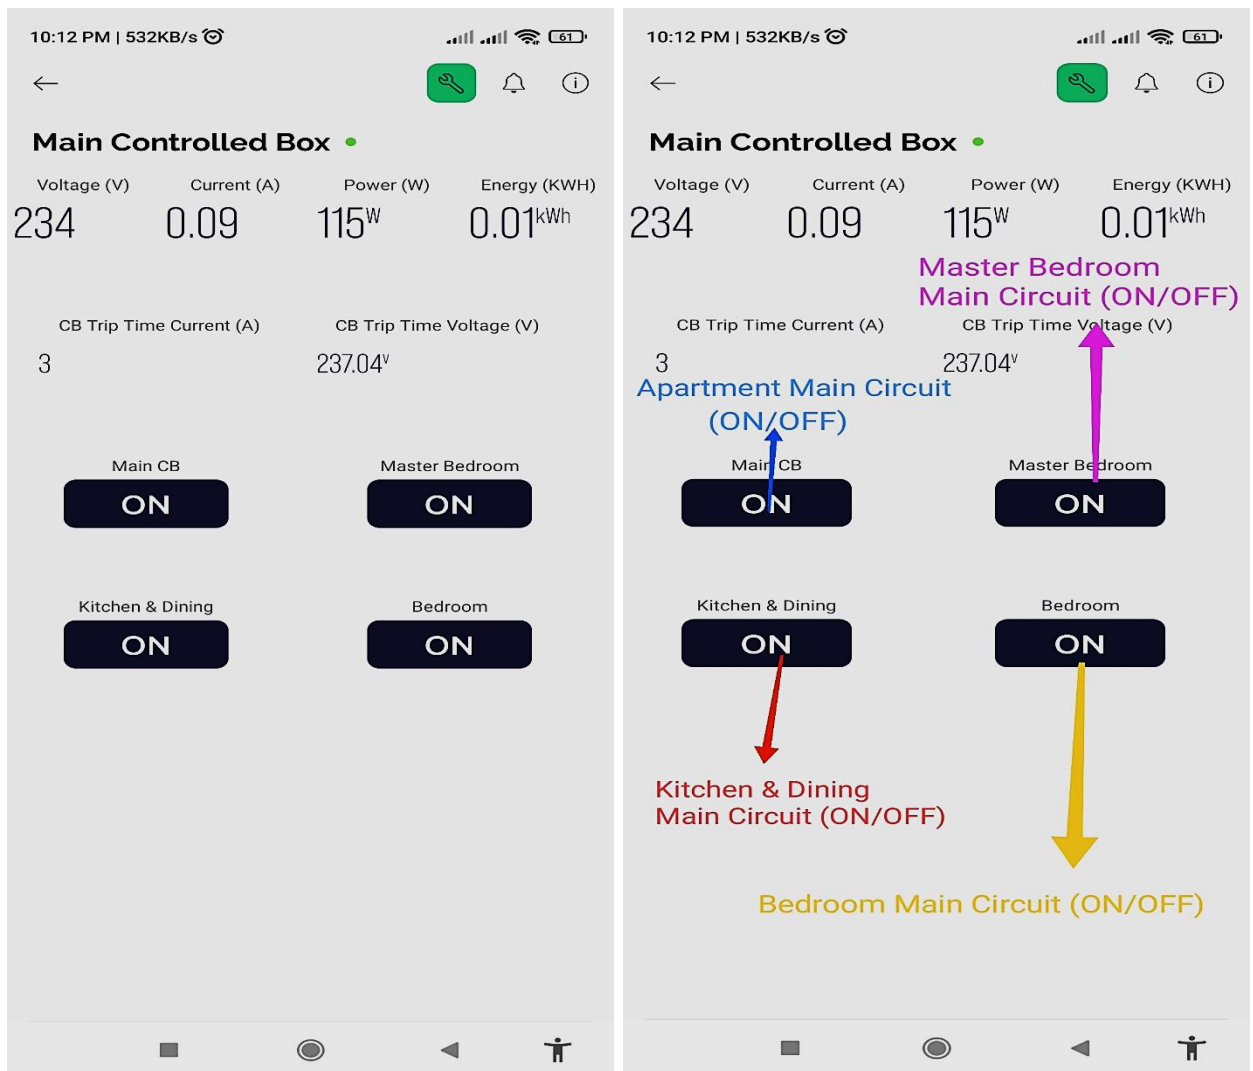 10:12 PM | 532KB/s
61
Main Controlled Box
Voltage (V) Current (A) Power (W) Energy (KWH)
234 0.09 115W 0.01kWh
CB Trip Time Current (A) CB Trip Time Voltage (V)
3 237.04V
Main CB Master Bedroom
ON ON
Kitchen & Dining Bedroom
ON ON
10:12 PM | 532KB/s
61
Main Controlled Box
Voltage (V) Current (A) Power (W) Energy (KWH)
234 0.09 115W 0.01kWh
Master Bedroom
Main Circuit (ON/OFF)
CB Trip Time Current (A) CB Trip Time Voltage (V)
3 237.04V
Apartment Main Circuit
(ON/OFF)
Main CB Master Bedroom
ON ON
Kitchen & Dining Bedroom
ON ON
Kitchen & Dining
Main Circuit (ON/OFF)
Bedroom Main Circuit (ON/OFF)